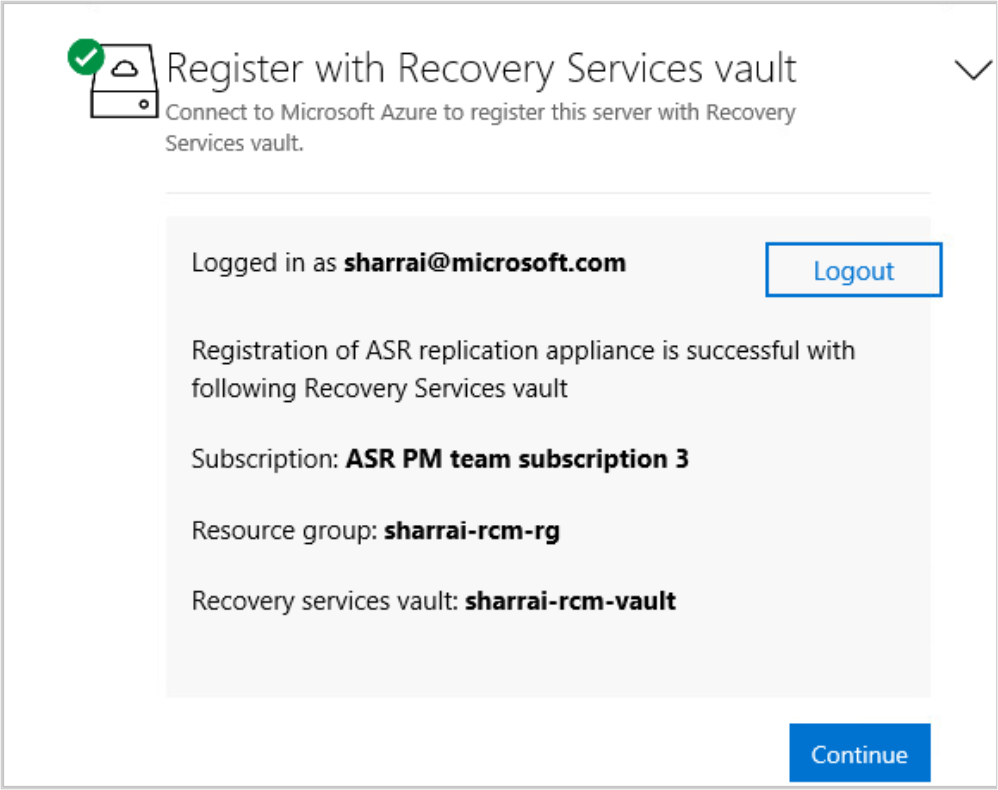 Register with Recovery Services vault
Connect to Microsoft Azure to register this server with Recovery
Services vault.
Logged in as sharrai@microsoft.com
Logout
Registration of ASR replication appliance is successful with
following Recovery Services vault
Subscription: ASR PM team subscription 3
Resource group: sharrai-rcm-rg
Recovery services vault: sharrai-rcm-vault
Continue